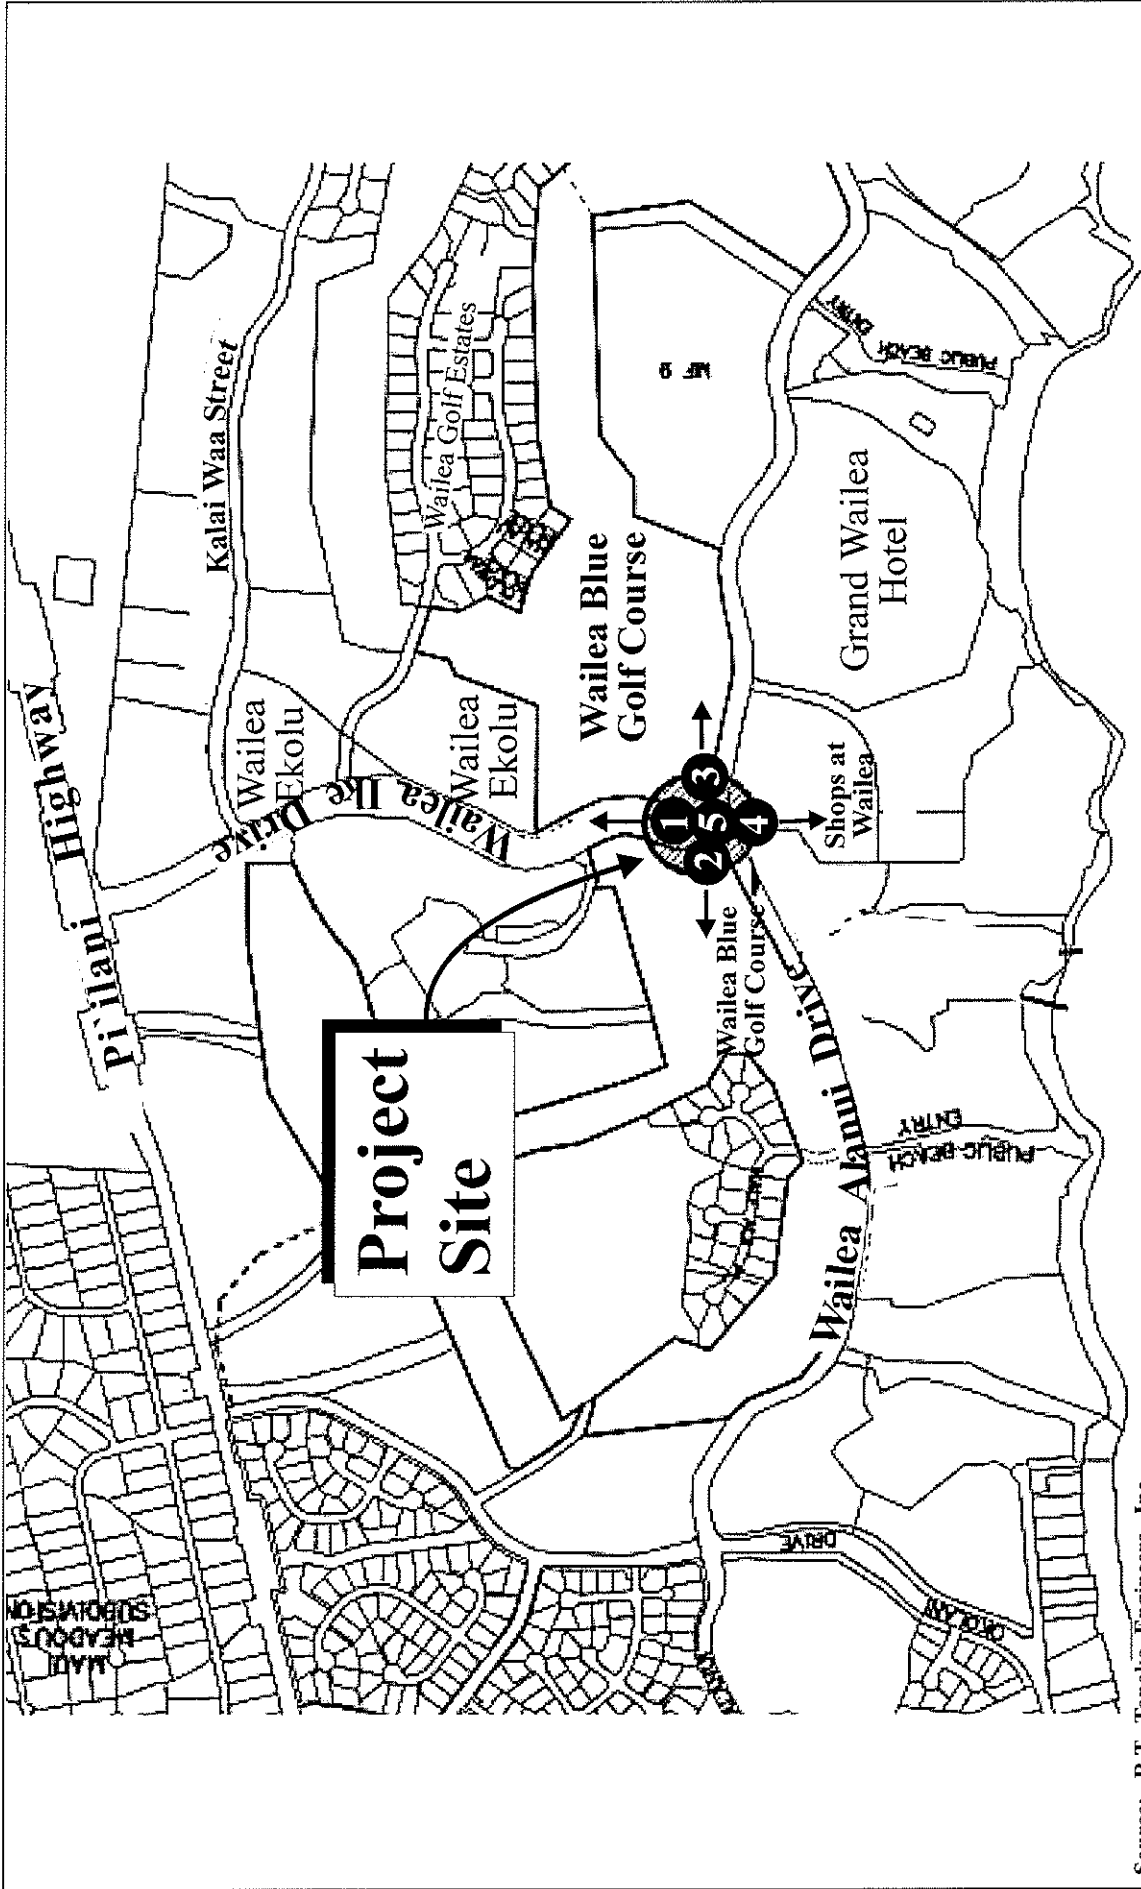 Pi`ilani Highway
Kalai Waa Street
Wailea
Ekolu
Wailea Ike Drive
Wailea
Ekolu
Wailea Golf Estates
Project
Site
Wailea Blue
Golf Course
MF 9
1
2
3
4
5
Wailea Blue
Golf Course
Shops at
Wailea
Grand Wailea
Hotel
PUBLIC BEACH
ENTRY
Wailea Alanui Drive
PUBLIC BEACH
ENTRY
MAUI
MEADOWS
SUBDIVISION
OKOLANI
DRIVE